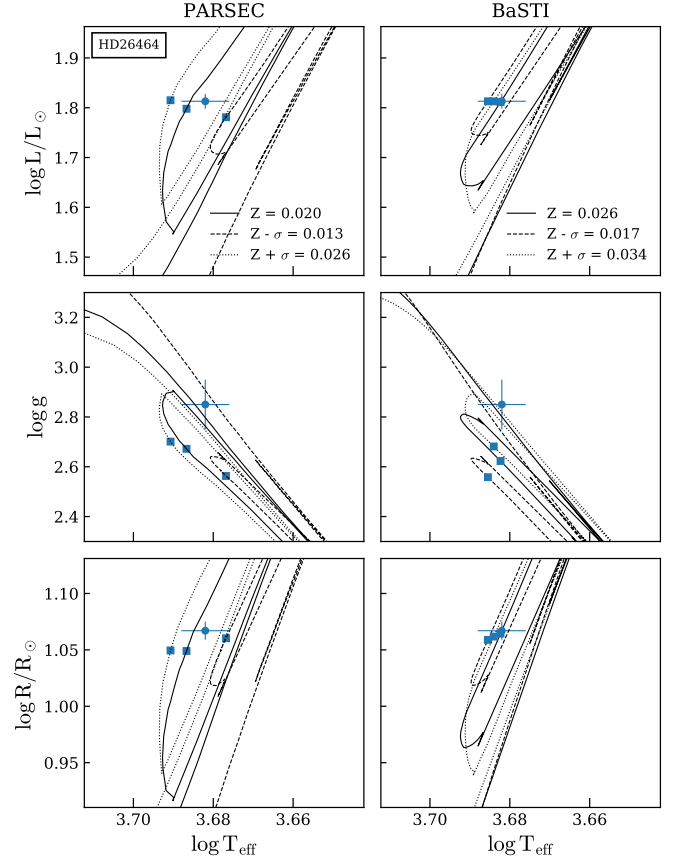 PARSEC BaSTI
HD26464
1.9
1.8
1.7
1.6
1.5
log L/L⊙
Z = 0.020
Z - σ = 0.013
Z + σ = 0.026
Z = 0.026
Z - σ = 0.017
Z + σ = 0.034
3.2
3.0
2.8
2.6
2.4
log g
1.10
1.05
1.00
0.95
log R/R⊙
3.70 3.68 3.66 3.70 3.68 3.66
log Teff log Teff